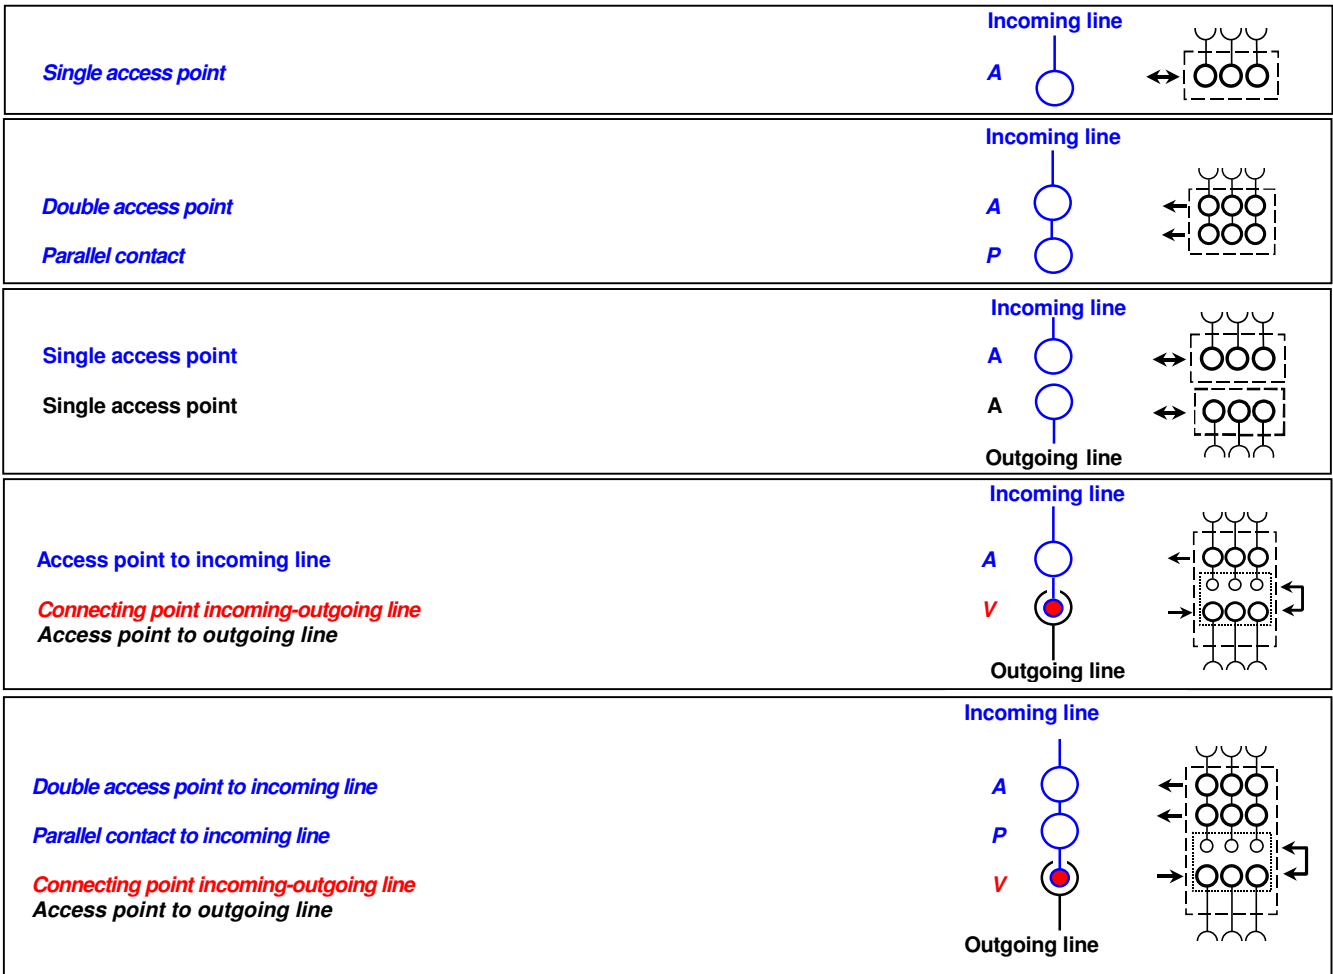 Incoming line
Single access point A
Incoming line
Double access point A
Parallel contact P
Incoming line
Single access point A
Single access point A
Outgoing line
Incoming line
Access point to incoming line A
Connecting point incoming-outgoing line V
Access point to outgoing line
Outgoing line
Incoming line
Double access point to incoming line A
Parallel contact to incoming line P
Connecting point incoming-outgoing line V
Access point to outgoing line
Outgoing line